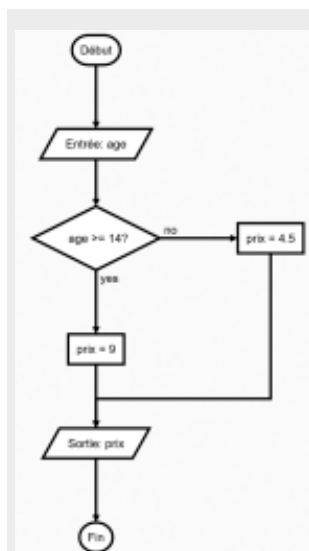 Début
Entrée: age
age >= 14?
no
prix = 4.5
yes
prix = 9
Sortie: prix
Fin